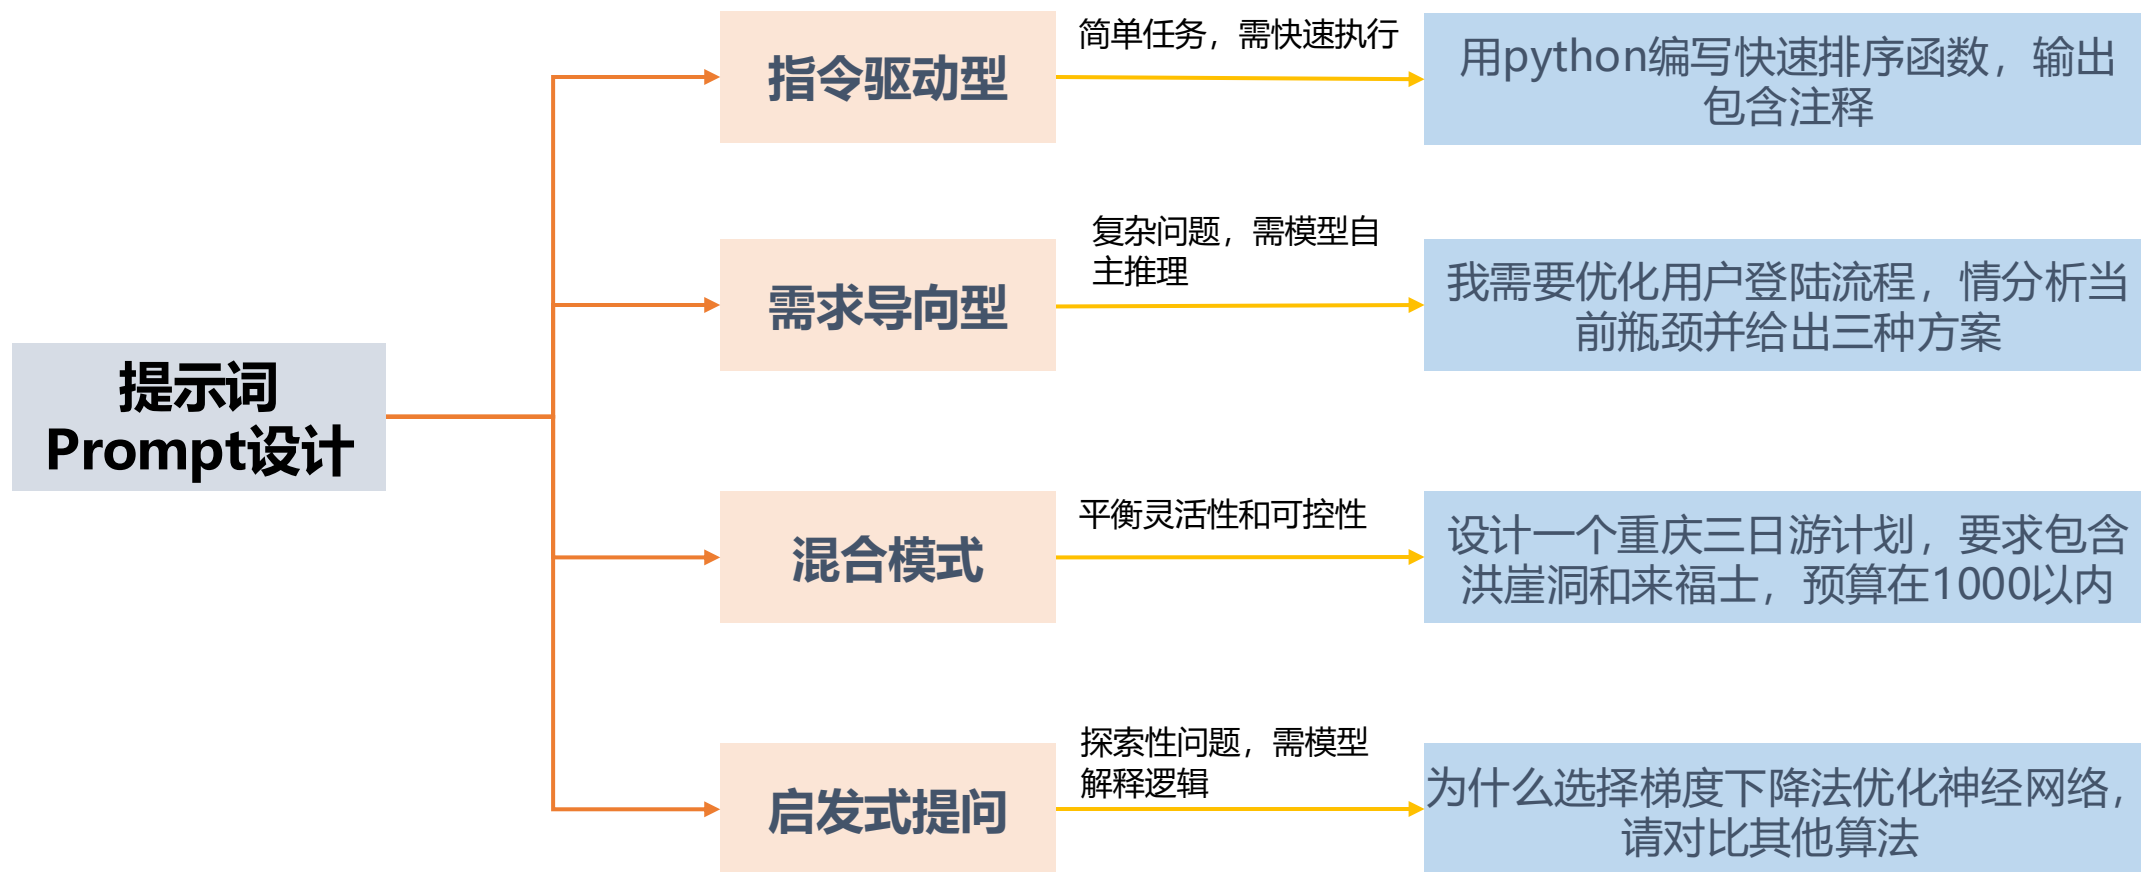 提示词
Prompt设计
指令驱动型
简单任务，需快速执行
用python编写快速排序函数，输出
包含注释
需求导向型
复杂问题，需模型自
主推理
我需要优化用户登陆流程，情分析当
前瓶颈并给出三种方案
混合模式
平衡灵活性和可控性
设计一个重庆三日游计划，要求包含
洪崖洞和来福士，预算在1000以内
启发式提问
探索性问题，需模型
解释逻辑
为什么选择梯度下降法优化神经网络，
请对比其他算法